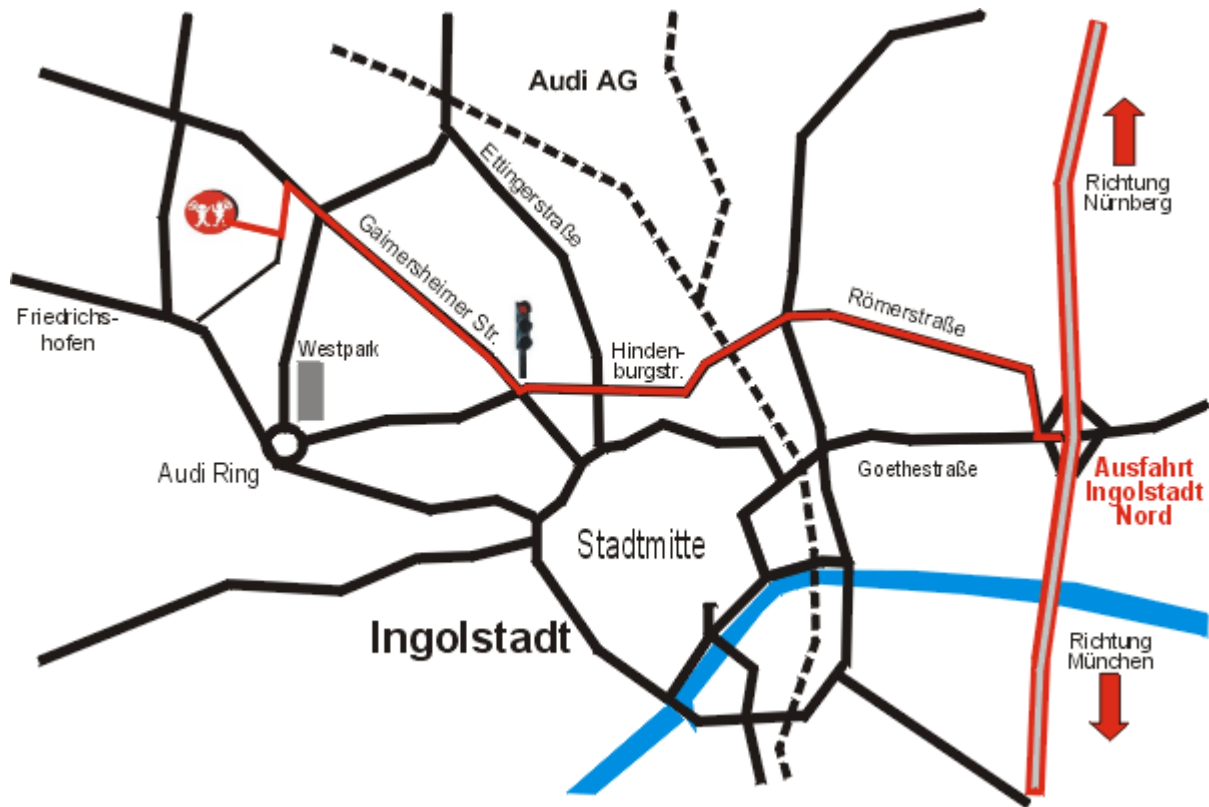 Audi AG
Ettingerstraße
Richtung
Nürnberg
Gaimersheimer Str.
Römerstraße
Friedrichs-
hofen
Westpark
Hinden-
burgstr.
Audi Ring
Goethestraße
Ausfahrt
Ingolstadt
Nord
Stadtmitte
Ingolstadt
Richtung
München